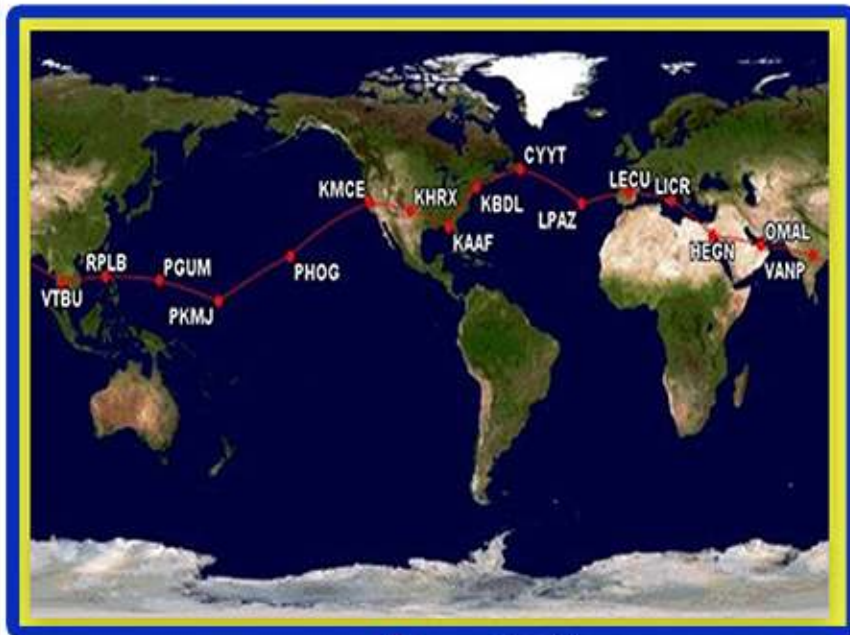 CYYT
KMCE
KHRX
KBDL
LECU
LICR
LPAZ
KAAF
OMAL
HEGN
RPLB
PGUM
PHOG
VANP
VTBU
PKMJ